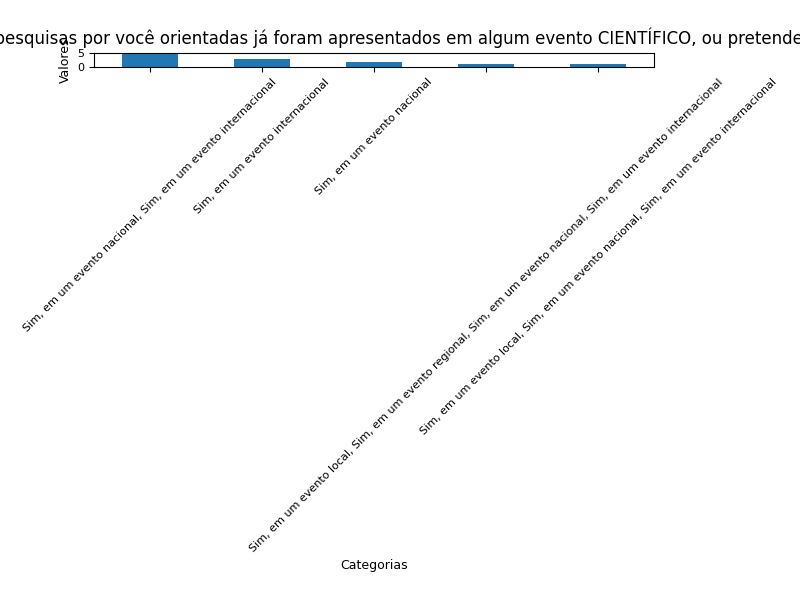 pesquisas por você orientadas já foram apresentados em algum evento CIENTÍFICO, ou pretende
Valores
5
0
Sim, em um evento nacional, Sim, em um evento internacional
Sim, em um evento internacional
Sim, em um evento nacional
Sim, em um evento local, Sim, em um evento regional, Sim, em um evento nacional, Sim, em um evento internacional
Sim, em um evento local, Sim, em um evento nacional, Sim, em um evento internacional
Categorias